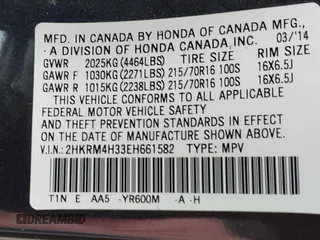 MFD. IN CANADA BY HONDA OF CANADA MFG.,
- A DIVISION OF HONDA CANADA INC. 03/'14
GVWR 2025KG (4464LBS) TIRE SIZE RIM SIZE
GAWR F 1030KG (2271LBS) 215/70R16 100S 16X6.5J
GAWR R 1015KG (2238LBS) 215/70R16 100S 16X6.5J
THIS VEHICLE CONFORMS TO ALL APPLICABLE
FEDERAL MOTOR VEHICLE SAFETY AND
THEFT PREVENTION STANDARDS IN EFFECT ON
THE DATE OF MANUFACTURE SHOWN ABOVE.
V.I.N.: 2HKRM4H33EH661582 TYPE: MPV
T1N E AA5 -YR600M -A -H
DREAMBID